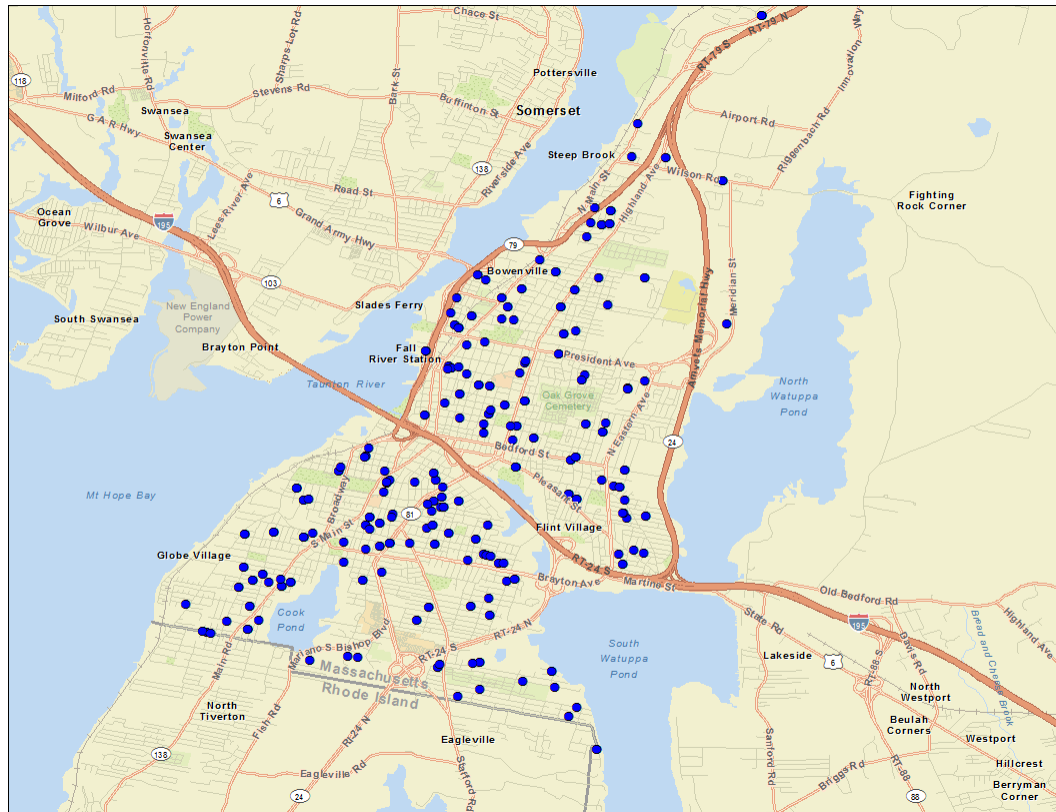 Chace St
RT-79 N
RT-79 S
Innovation Way
Hortonville Rd
Sharps Lot Rd
Bark St
Pottersville
118
Milford Rd
Stevens Rd
Buffinton St
Somerset
Airport Rd
Swansea
G A R Hwy
Swansea
Center
Riverside Ave
138
Steep Brook
Riggenbach Rd
Wilson Rd
Read St
6
N Main St
Highland Ave
Fighting
Rock Corner
Ocean
Grove
Lees River Ave
Grand Army Hwy
195
Wilbur Ave
79
103
Bowenville
Amvets Memorial Hwy
Meridian St
New England
Power
Company
Slades Ferry
South Swansea
Brayton Point
Fall
River Station
President Ave
Taunton River
Oak Grove
Cemetery
North
Watuppa
Pond
N Eastern Ave
24
Bedford St
Mt Hope Bay
Broadway
Pleasant St
81
S Main St
Flint Village
Globe Village
RT-24 S
Brayton Ave
Martine St
Old Bedford Rd
195
Highland Ave
Bread and Cheese Brook
Cook
Pond
State Rd
Davis Rd
Mariano S Bishop Blvd
RT-24 N
RT-24 S
South
Watuppa
Pond
Lakeside
6
RT-88 S
Main Rd
Massachusetts
Rhode Island
North
Westport
North
Tiverton
Fish Rd
RT-24 N
Beulah
Corners
Westport
Eagleville
138
Sanford Rd
Hillcrest
Eagleville Rd
Stafford Rd
Briggs Rd
RT-88
Berryman
Corner
24
88